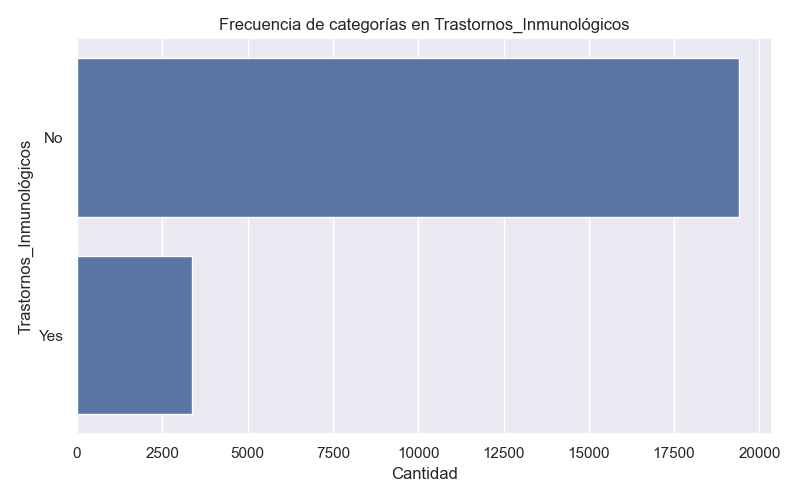 Frecuencia de categorías en Trastornos_Inmunológicos
Trastornos_Inmunológicos
No
Yes
0 2500 5000 7500 10000 12500 15000 17500 20000
Cantidad